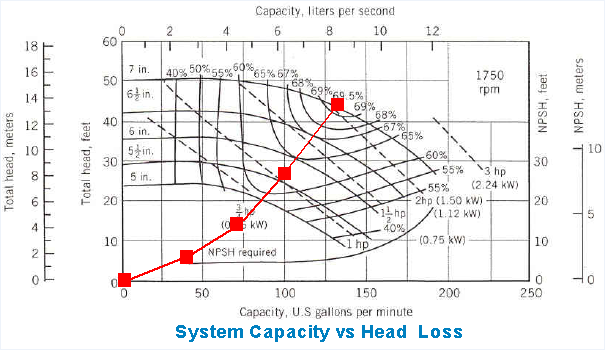 Capacity, liters per second
0 2 4 6 8 10 12
Total head, meters
18
16
14
12
10
8
6
4
2
0
Total head, feet
60
50
40
30
20
10
0
7 in.
6½ in.
6 in.
5½ in.
5 in.
40% 50% 55% 60% 65% 67%
68%
69% 69.5%
69%
68%
67%
65%
60%
55%
55%
40%
1750
rpm
3 hp
(2.24 kW)
2hp (1.50 kW)
1½ hp (1.12 kW)
1 hp (0.75 kW)
¾ hp
NPSH required
NPSH, feet
30
20
10
0
NPSH, meters
10
5
0
0 50 100 150 200 250
Capacity, U.S gallons per minute
System Capacity vs Head Loss